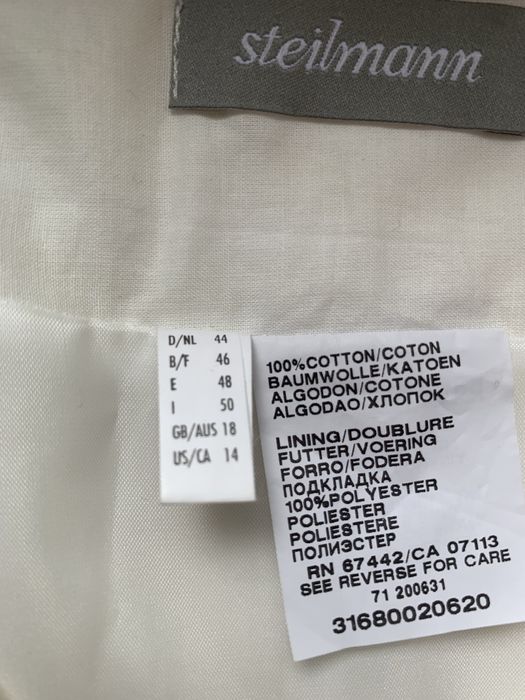 steilmann
D/NL 44
B/F 46
E 48
I 50
GB/AUS 18
US/CA 14
100%COTTON/COTON
BAUMWOLLE/KATOEN
ALGODON/COTONE
ALGODAO/ХЛОПОК
LINING/DOUBLURE
FUTTER/VOERING
FORRO/FODERA
ПОДКЛАДКА
100%POLYESTER
POLIESTER
POLIESTERE
ПОЛИЭСТЕР
RN 67442/CA 07113
SEE REVERSE FOR CARE
71 200631
31680020620